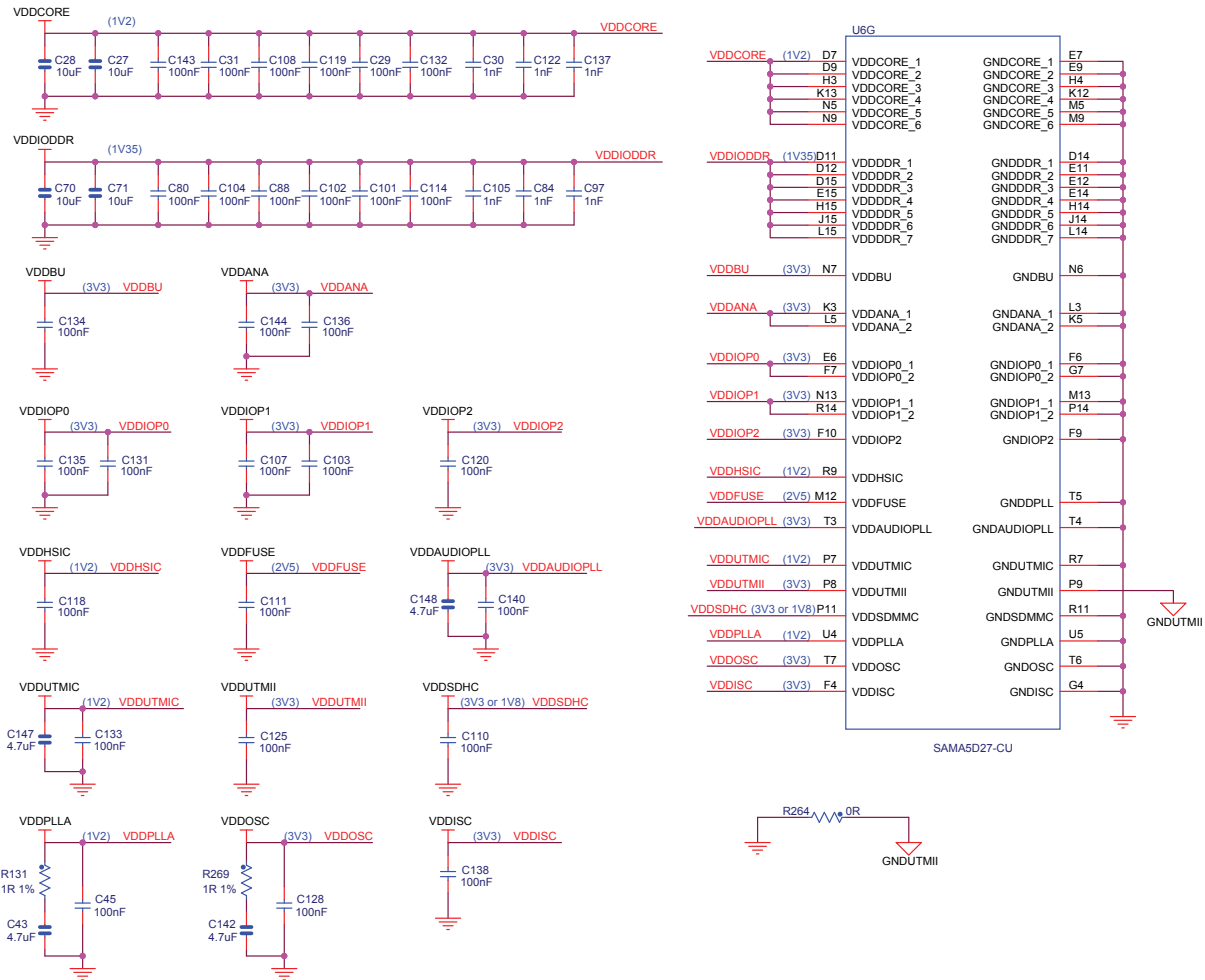 VDDCORE
(1V2) VDDCORE
C28 C27 C143 C31 C108 C119 C29 C132 C30 C122 C137
10uF 10uF 100nF 100nF 100nF 100nF 100nF 100nF 1nF 1nF 1nF
VDDIODDR
(1V35) VDDIODDR
C70 C71 C80 C104 C88 C102 C101 C114 C105 C84 C97
10uF 10uF 100nF 100nF 100nF 100nF 100nF 100nF 1nF 1nF 1nF
VDDBU VDDANA
(3V3) VDDBU (3V3) VDDANA
C134 C144 C136
100nF 100nF 100nF
VDDIOP0 VDDIOP1 VDDIOP2
(3V3) VDDIOP0 (3V3) VDDIOP1 (3V3) VDDIOP2
C135 C131 C107 C103 C120
100nF 100nF 100nF 100nF 100nF
VDDHSIC VDDFUSE VDDAUDIOPLL
(1V2) VDDHSIC (2V5) VDDFUSE (3V3) VDDAUDIOPLL
C118 C111 C148 C140
100nF 100nF 4.7uF 100nF
VDDUTMIC VDDUTMII VDDSDHC
(1V2) VDDUTMIC (3V3) VDDUTMII (3V3 or 1V8) VDDSDHC
C147 C133 C125 C110
4.7uF 100nF 100nF 100nF
VDDPLLA VDDOSC VDDISC
(1V2) VDDPLLA (3V3) VDDOSC (3V3) VDDISC
R131 R269 C138
1R 1% 1R 1% 100nF
C45 C128
100nF 100nF
C43 C142
4.7uF 4.7uF
U6G
VDDCORE (1V2) D7 VDDCORE_1 GNDCORE_1 E7
D9 VDDCORE_2 GNDCORE_2 E9
H3 VDDCORE_3 GNDCORE_3 H4
K13 VDDCORE_4 GNDCORE_4 K12
N5 VDDCORE_5 GNDCORE_5 M5
N9 VDDCORE_6 GNDCORE_6 M9
VDDIODDR (1V35) D11 VDDDDR_1 GNDDDR_1 D14
D12 VDDDDR_2 GNDDDR_2 E11
D15 VDDDDR_3 GNDDDR_3 E12
E15 VDDDDR_4 GNDDDR_4 E14
H15 VDDDDR_5 GNDDDR_5 H14
J15 VDDDDR_6 GNDDDR_6 J14
L15 VDDDDR_7 GNDDDR_7 L14
VDDBU (3V3) N7 VDDBU GNDBU N6
VDDANA (3V3) K3 VDDANA_1 GNDANA_1 L3
L5 VDDANA_2 GNDANA_2 K5
VDDIOP0 (3V3) E6 VDDIOP0_1 GNDIOP0_1 F6
F7 VDDIOP0_2 GNDIOP0_2 G7
VDDIOP1 (3V3) N13 VDDIOP1_1 GNDIOP1_1 M13
R14 VDDIOP1_2 GNDIOP1_2 P14
VDDIOP2 (3V3) F10 VDDIOP2 GNDIOP2 F9
VDDHSIC (1V2) R9 VDDHSIC
VDDFUSE (2V5) M12 VDDFUSE GNDDPLL T5
VDDAUDIOPLL (3V3) T3 VDDAUDIOPLL GNDAUDIOPLL T4
VDDUTMIC (1V2) P7 VDDUTMIC GNDUTMIC R7
VDDUTMII (3V3) P8 VDDUTMII GNDUTMII P9
VDDSDHC (3V3 or 1V8) P11 VDDSDMMC GNDSDMMC R11
GNDUTMII
VDDPLLA (1V2) U4 VDDPLLA GNDPLLA U5
VDDOSC (3V3) T7 VDDOSC GNDOSC T6
VDDISC (3V3) F4 VDDISC GNDISC G4
SAMA5D27-CU
R264 0R
GNDUTMII